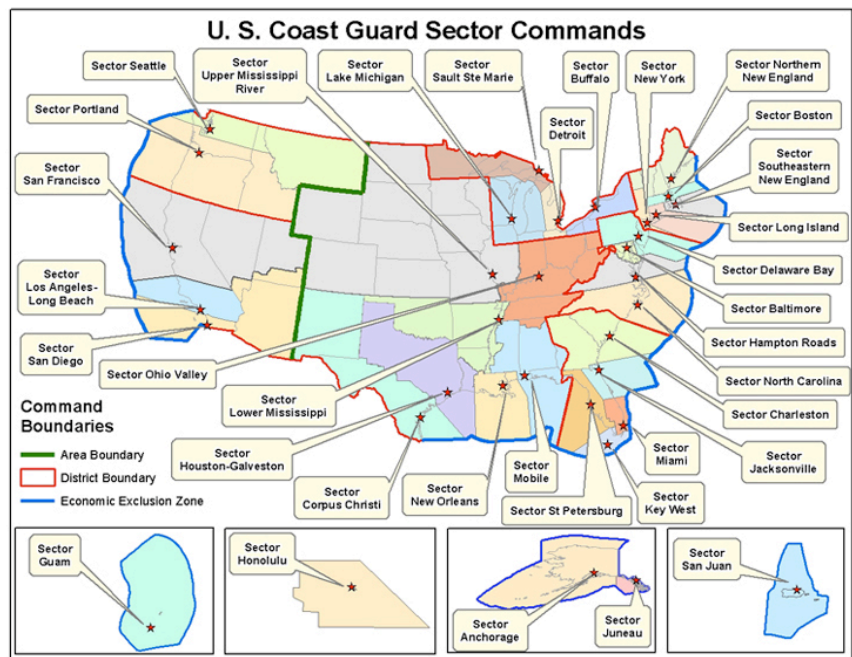 U. S. Coast Guard Sector Commands
Sector Seattle
Sector
Upper Mississippi
River
Sector
Lake Michigan
Sector
Sault Ste Marie
Sector
Buffalo
Sector
New York
Sector Northern
New England
Sector Portland
Sector
Detroit
Sector Boston
Sector
San Francisco
Sector
Southeastern
New England
Sector Long Island
Sector
Los Angeles-
Long Beach
Sector Delaware Bay
Sector Baltimore
Sector
San Diego
Sector Hampton Roads
Sector Ohio Valley
Sector North Carolina
Sector
Lower Mississippi
Sector Charleston
Command
Boundaries
Area Boundary
District Boundary
Economic Exclusion Zone
Sector
Houston-Galveston
Sector
Corpus Christi
Sector
New Orleans
Sector
Mobile
Sector St Petersburg
Sector
Key West
Sector
Miami
Sector
Jacksonville
Sector
Guam
Sector
Honolulu
Sector
Anchorage
Sector
Juneau
Sector
San Juan